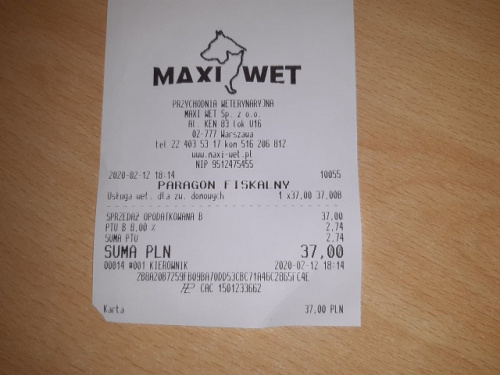 MAXI WET
PRZYCHODNIA WETERYNARYJNA
MAXI WET Sp. z o.o.
Al. KEN 83 lok U16
02-777 Warszawa
tel 22 403 53 17 kom 516 206 812
www.maxi-wet.pl
NIP 9512475455
2020-02-12 18:14 10055
PARAGON FISKALNY
Usługa wet. dla zw. domowych 1 x37,00 37,00B
SPRZEDAŻ OPODATKOWANA B 37,00
PTU B 8,00 % 2,74
SUMA PTU 2,74
SUMA PLN 37,00
00014 #001 KIEROWNIK 2020-02-12 18:14
CAC 1501233662
Karta 37,00 PLN